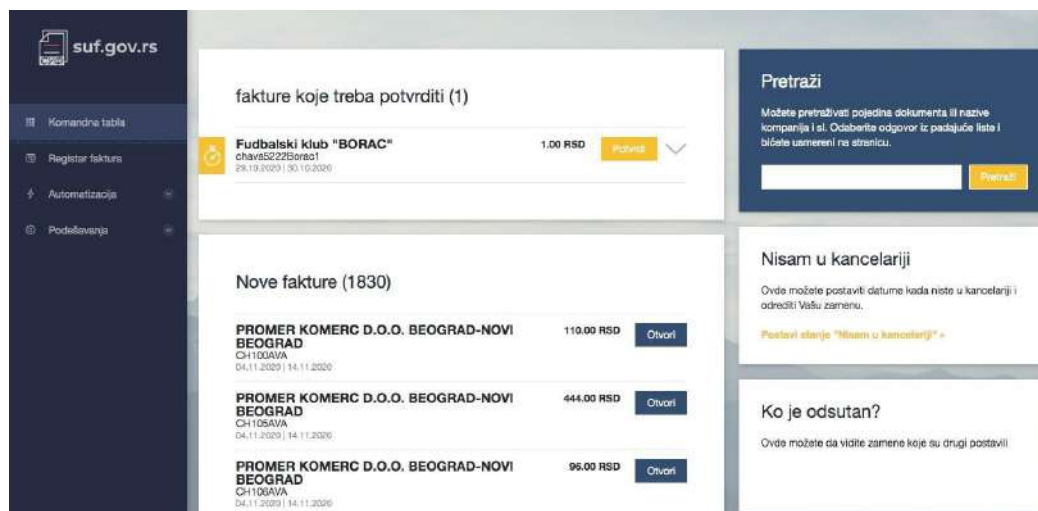 suf.gov.rs
Komandna tabla
Registar faktura
Automatizacija
Podešavanja
fakture koje treba potvrditi (1)
Fudbalski klub "BORAC"
1.00 RSD
Potvrdi
chava5222Borac1
29.10.2020 | 30.10.2020
Nove fakture (1830)
PROMER KOMERC D.O.O. BEOGRAD-NOVI
BEOGRAD
110.00 RSD
Otvori
CH100AVA
04.11.2020 | 14.11.2020
PROMER KOMERC D.O.O. BEOGRAD-NOVI
BEOGRAD
444.00 RSD
Otvori
CH105AVA
04.11.2020 | 14.11.2020
PROMER KOMERC D.O.O. BEOGRAD-NOVI
BEOGRAD
96.00 RSD
Otvori
CH106AVA
04.11.2020 | 14.11.2020
Pretraži
Možete pretraživati pojedina dokumenta ili nazive
kompanija i sl. Odaberite odgovor iz padajuće liste i
bićete usmereni na stranicu.
Pretraži
Nisam u kancelariji
Ovde možete postaviti datume kada niste u kancelariji i
odrediti Vašu zamenu.
Postavi stanje "Nisam u kancelariji" »
Ko je odsutan?
Ovde možete da vidite zamene koje su drugi postavili